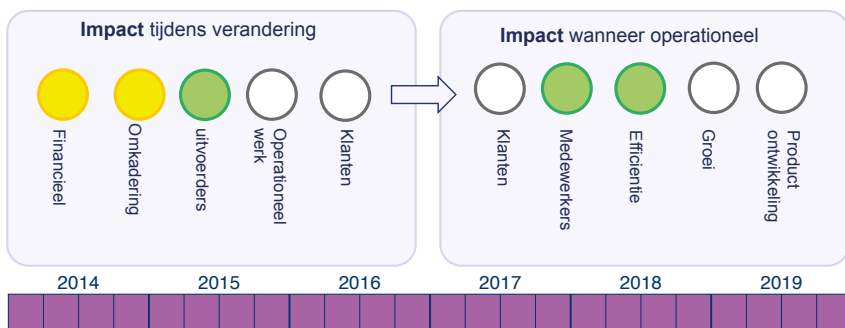 Impact tijdens verandering
Financieel
Omkadering
uitvoerders
Operationeel
werk
Klanten
Impact wanneer operationeel
Klanten
Medewerkers
Efficientie
Groei
Product
ontwikkeling
2014 2015 2016 2017 2018 2019